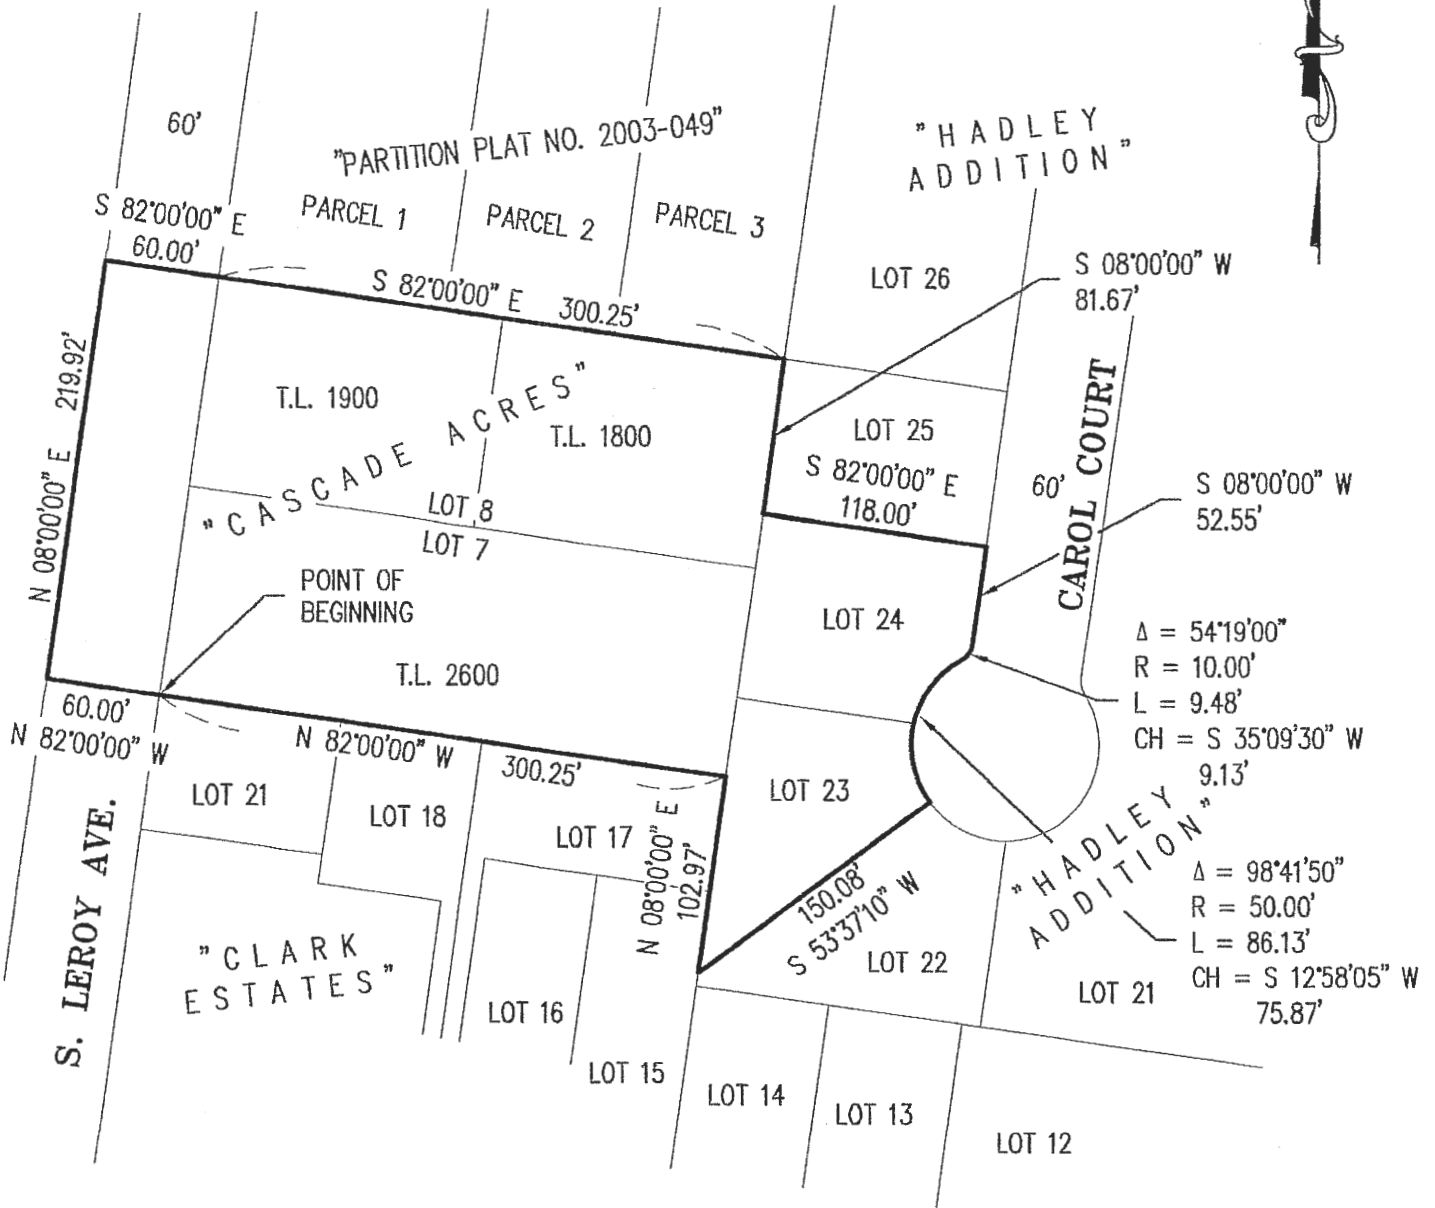 60'
"PARTITION PLAT NO. 2003-049"
"HADLEY
ADDITION"
S 82°00'00" E
60.00'
PARCEL 1
PARCEL 2
PARCEL 3
LOT 26
S 08°00'00" W
81.67'
S 82°00'00" E 300.25'
N 08°00'00" E 219.92'
T.L. 1900
"CASCADE ACRES"
T.L. 1800
LOT 25
S 82°00'00" E
118.00'
60'
CAROL COURT
S 08°00'00" W
52.55'
LOT 8
LOT 7
POINT OF
BEGINNING
LOT 24
T.L. 2600
Δ = 54°19'00"
R = 10.00'
L = 9.48'
CH = S 35°09'30" W
9.13'
60.00'
N 82°00'00" W
N 82°00'00" W
300.25'
LOT 21
LOT 18
LOT 17
LOT 23
N 08°00'00" E
102.97'
150.08'
S 53°37'10" W
"HADLEY
ADDITION"
Δ = 98°41'50"
R = 50.00'
L = 86.13'
CH = S 12°58'05" W
75.87'
S. LEROY AVE.
"CLARK
ESTATES"
LOT 22
LOT 21
LOT 16
LOT 15
LOT 14
LOT 13
LOT 12